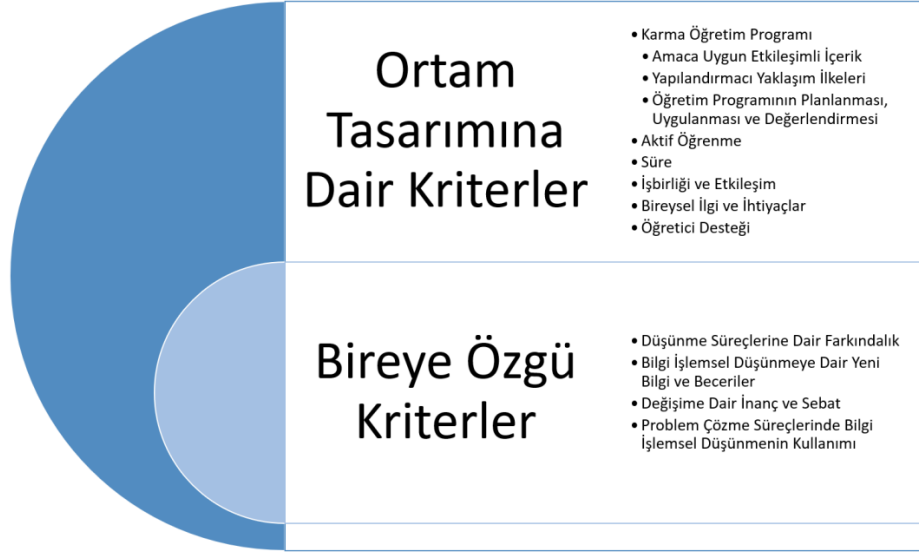 Ortam
Tasarımına
Dair Kriterler
• Karma Öğretim Programı
• Amaca Uygun Etkileşimli İçerik
• Yapılandırmacı Yaklaşım İlkeleri
• Öğretim Programının Planlanması,
Uygulanması ve Değerlendirmesi
• Aktif Öğrenme
• Süre
• İşbirliği ve Etkileşim
• Bireysel İlgi ve İhtiyaçlar
• Öğretici Desteği
Bireye Özgü
Kriterler
• Düşünme Süreçlerine Dair Farkındalık
• Bilgi İşlemsel Düşünmeye Dair Yeni
Bilgi ve Beceriler
• Değişime Dair İnanç ve Sebat
• Problem Çözme Süreçlerinde Bilgi
İşlemsel Düşünmenin Kullanımı